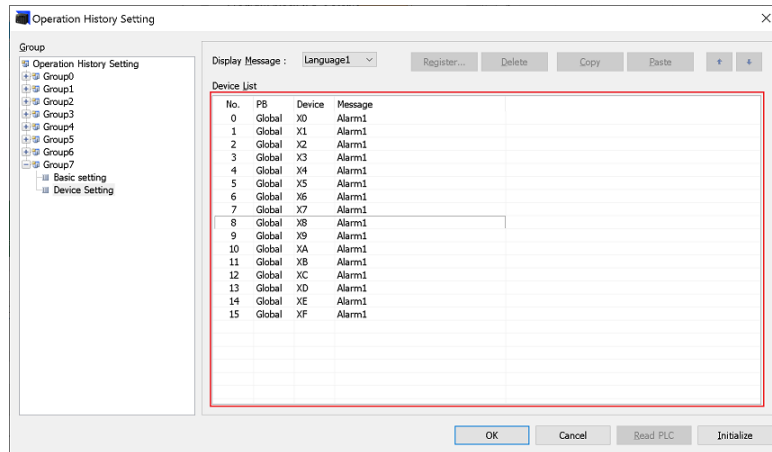 Operation History Setting
Group
Operation History Setting
Group0
Group1
Group2
Group3
Group4
Group5
Group6
Group7
Basic setting
Device Setting
Display Message : Language1 Register... Delete Copy Paste
Device List
No. PB Device Message
0 Global X0 Alarm1
1 Global X1 Alarm1
2 Global X2 Alarm1
3 Global X3 Alarm1
4 Global X4 Alarm1
5 Global X5 Alarm1
6 Global X6 Alarm1
7 Global X7 Alarm1
8 Global X8 Alarm1
9 Global X9 Alarm1
10 Global XA Alarm1
11 Global XB Alarm1
12 Global XC Alarm1
13 Global XD Alarm1
14 Global XE Alarm1
15 Global XF Alarm1
OK Cancel Read PLC Initialize